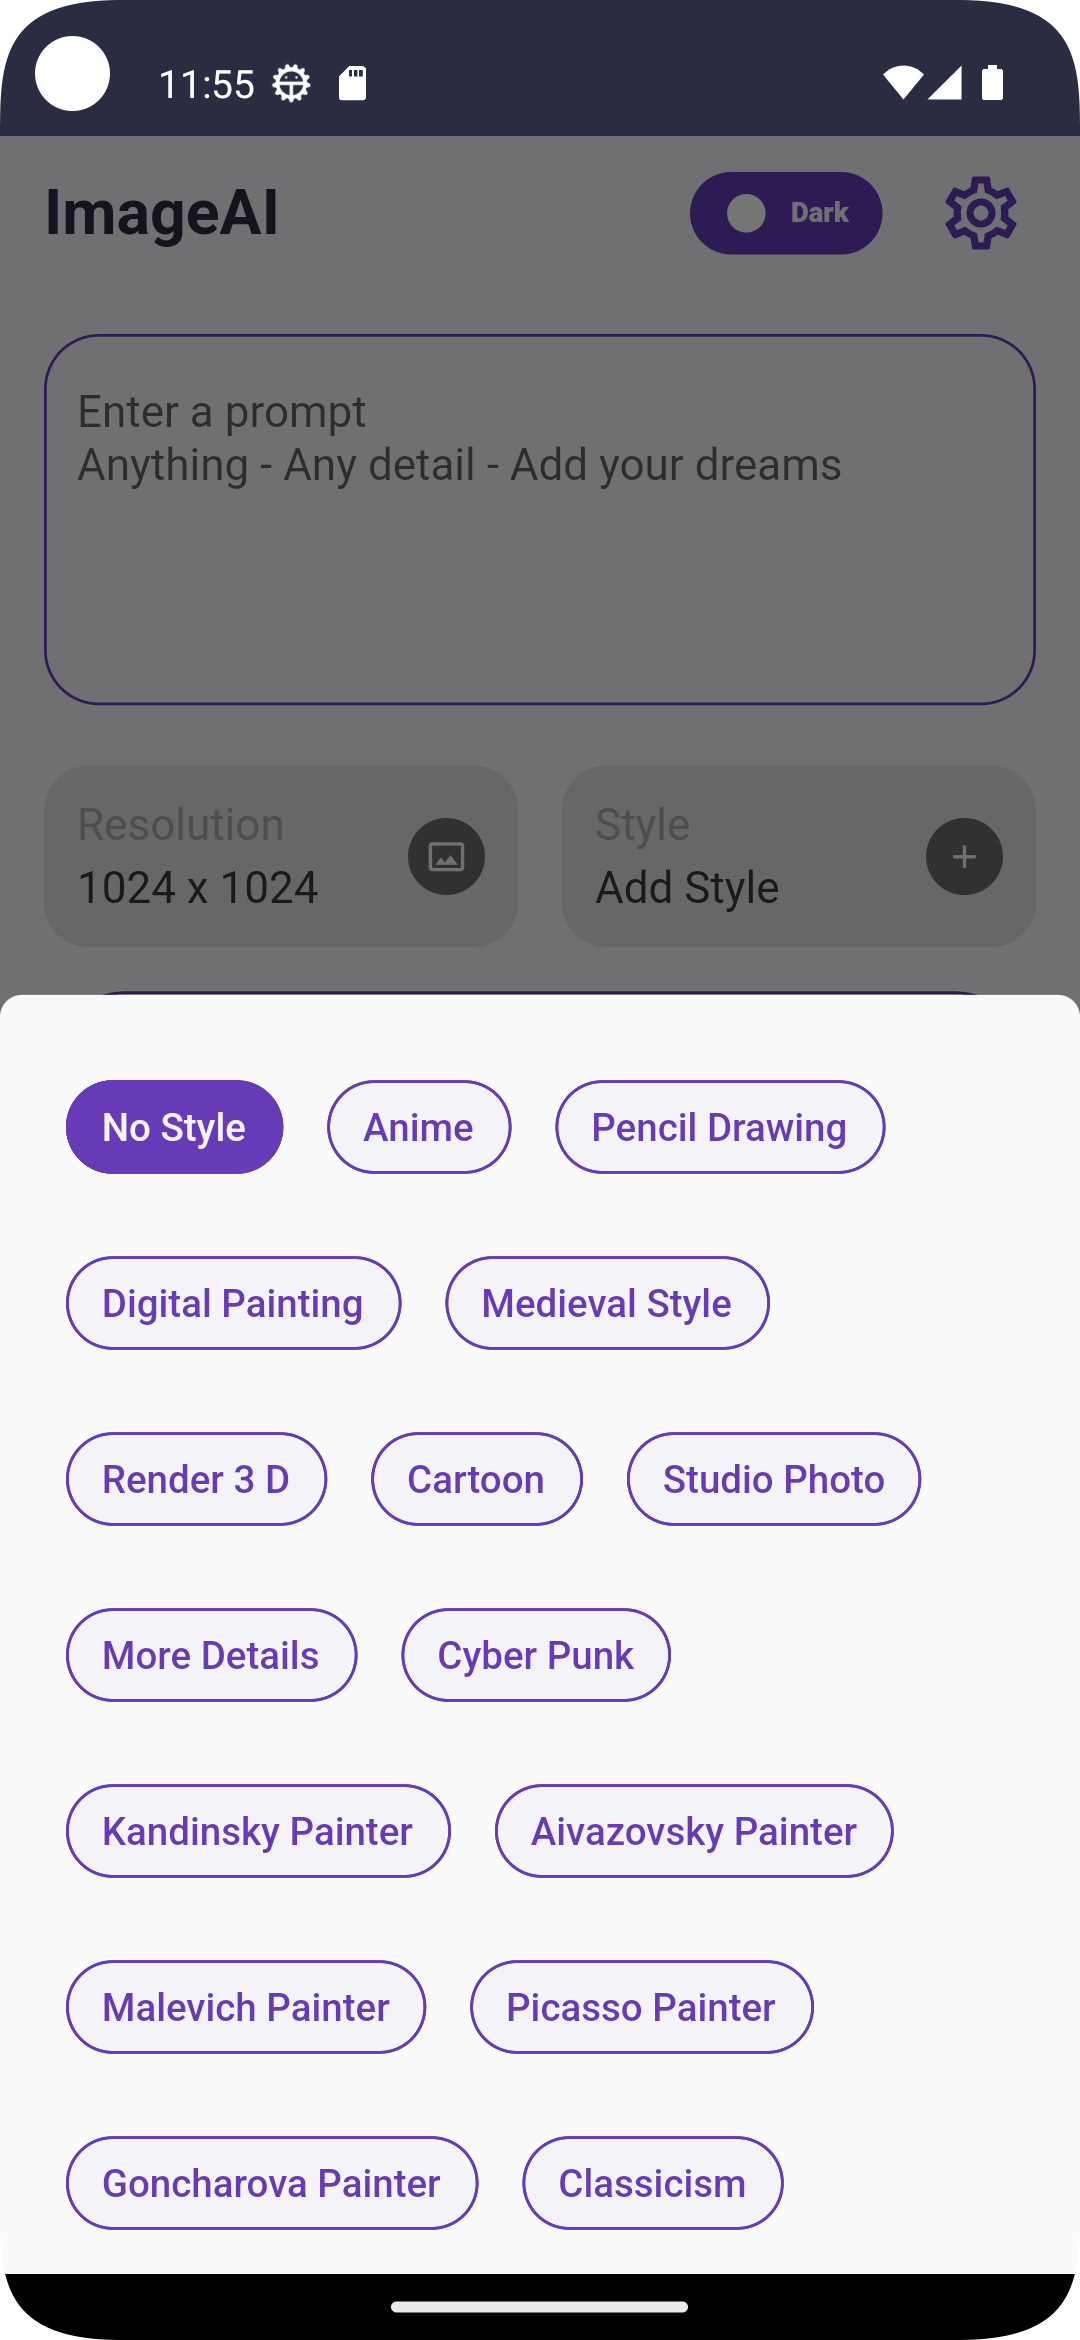 11:55
ImageAI
Dark
Enter a prompt
Anything - Any detail - Add your dreams
Resolution
1024 x 1024
Style
Add Style
No Style
Anime
Pencil Drawing
Digital Painting
Medieval Style
Render 3 D
Cartoon
Studio Photo
More Details
Cyber Punk
Kandinsky Painter
Aivazovsky Painter
Malevich Painter
Picasso Painter
Goncharova Painter
Classicism